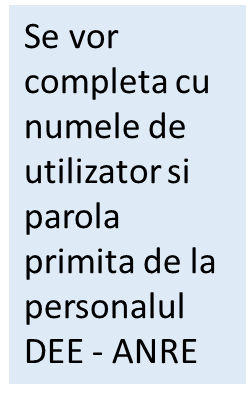 Se vor
completa cu
numele de
utilizator si
parola
primita de la
personalul
DEE - ANRE